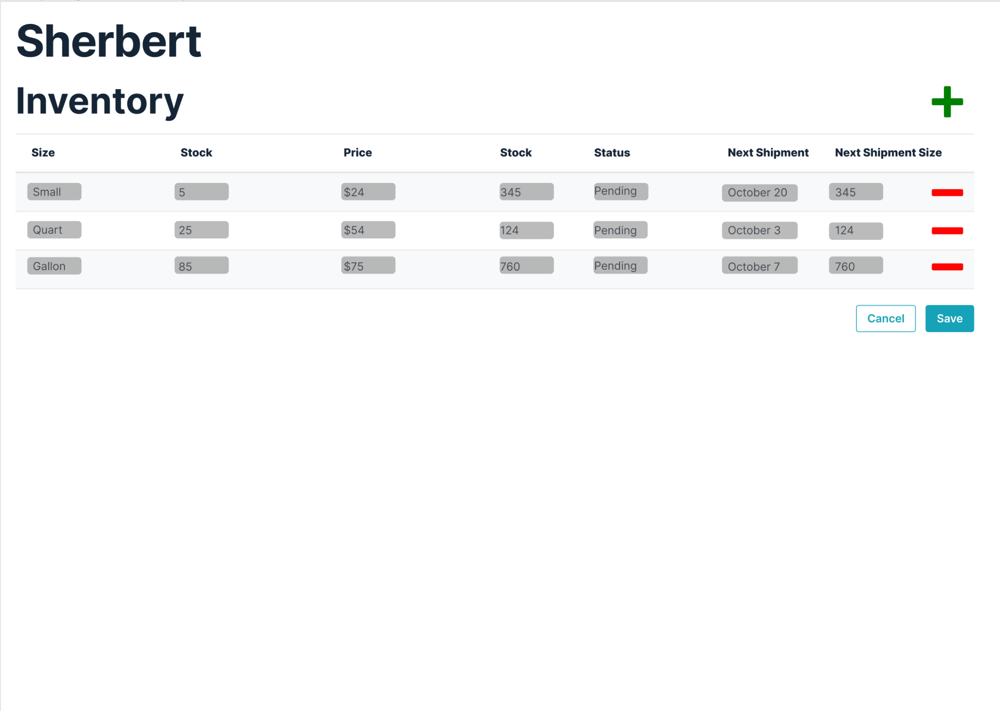 Sherbert
Inventory
Size Stock Price Stock Status Next Shipment Next Shipment Size
Small 5 $24 345 Pending October 20 345
Quart 25 $54 124 Pending October 3 124
Gallon 85 $75 760 Pending October 7 760
Cancel Save